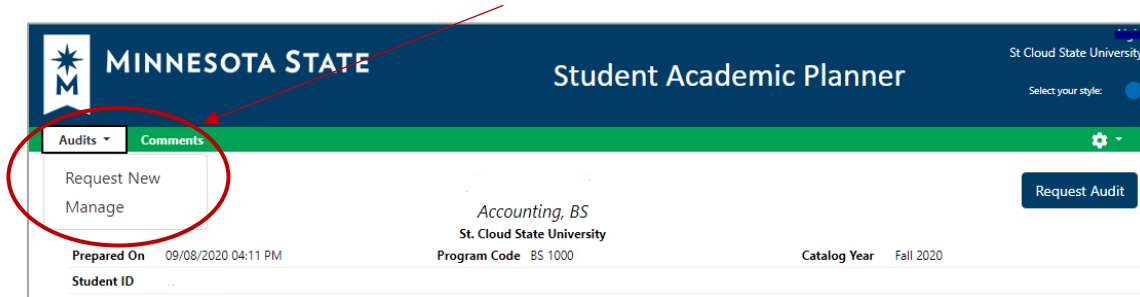 MINNESOTA STATE
Student Academic Planner
St Cloud State University
Select your style:
Audits
Comments
Request New
Manage
Request Audit
Accounting, BS
St. Cloud State University
Prepared On 09/08/2020 04:11 PM Program Code BS 1000 Catalog Year Fall 2020
Student ID